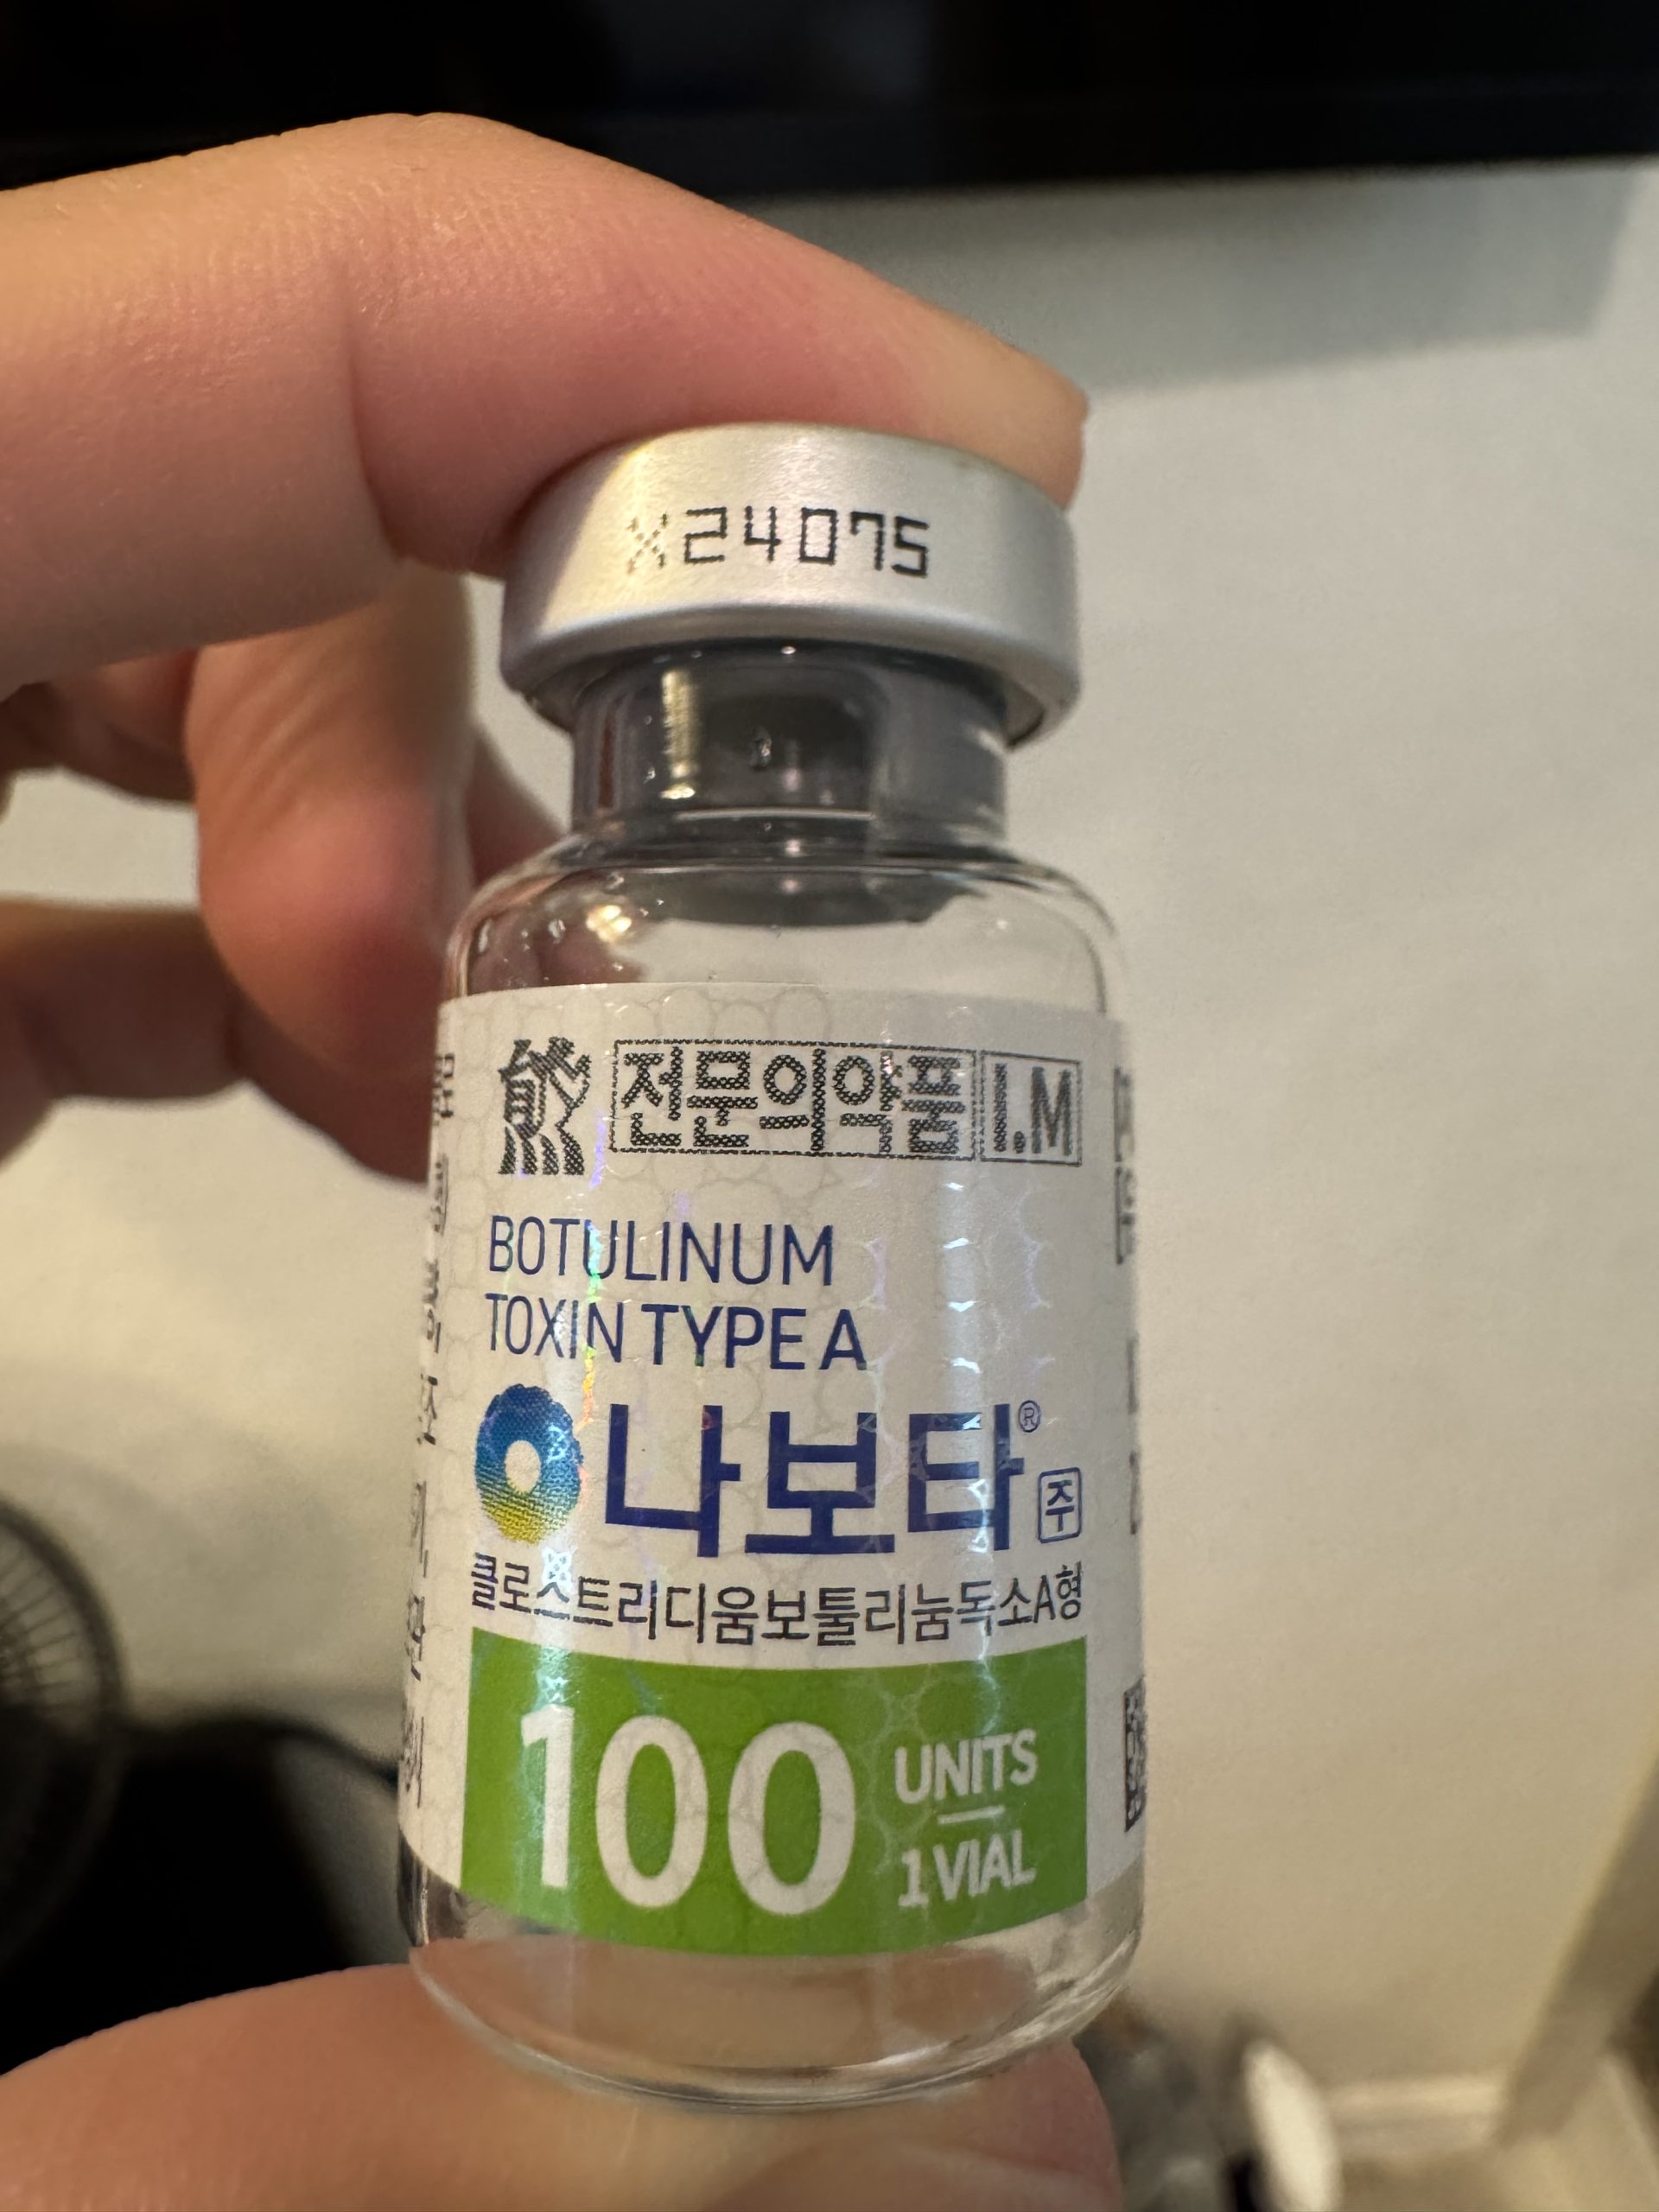 X24075
전문의약품 I.M
BOTULINUM
TOXIN TYPE A
나보타® 주
클로스트리디움보툴리눔독소A형
100 UNITS
1 VIAL